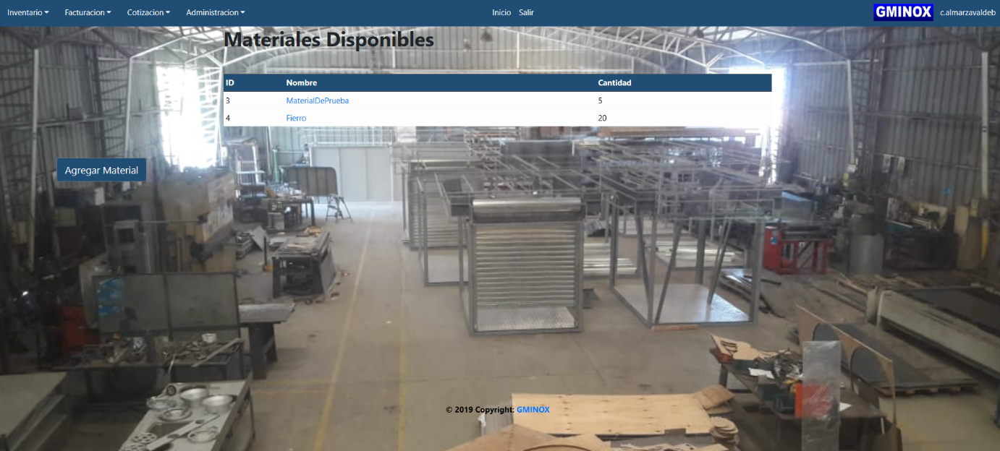 Inventario Facturacion Cotizacion Administracion Inicio Salir GMINOX c.almarzavaldeb
Materiales Disponibles
ID Nombre Cantidad
3 MaterialDePrueba 5
4 Fierro 20
Agregar Material
© 2019 Copyright: GMINOX